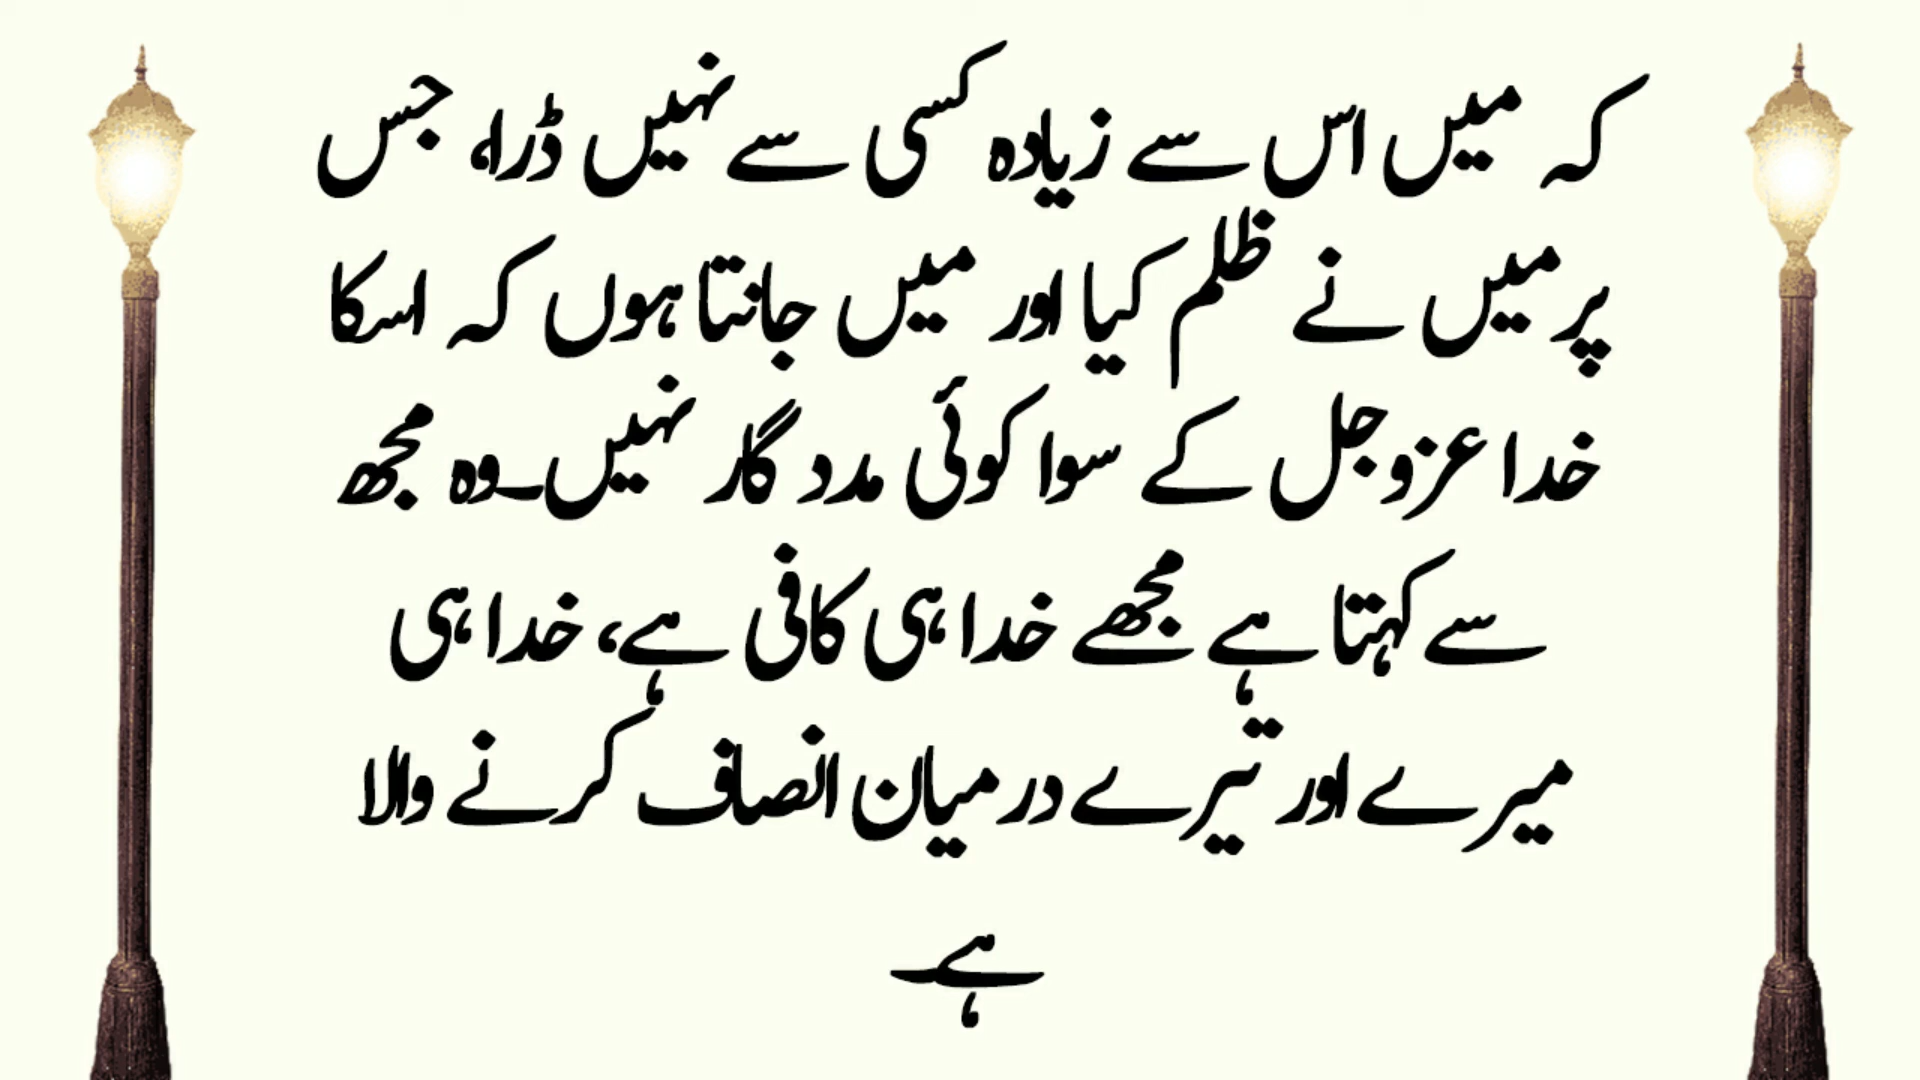 کہ میں اس سے زیادہ کسی سے نہیں ڈرا، جس
پر میں نے ظلم کیا اور میں جانتا ہوں کہ اسکا
خدا عزوجل کے سوا کوئی مدد گار نہیں۔وہ مجھ
سے کہتا ہے مجھے خدا ہی کافی ہے، خدا ہی
میرے اور تیرے درمیان انصاف کرنے والا
ہے۔